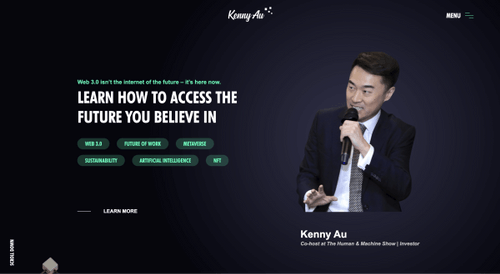 Kenny Au
MENU
Web 3.0 isn't the internet of the future – it's here now.
LEARN HOW TO ACCESS THE
FUTURE YOU BELIEVE IN
WEB 3.0
FUTURE OF WORK
METAVERSE
SUSTAINABILITY
ARTIFICIAL INTELLIGENCE
NFT
LEARN MORE
Kenny Au
Co-host at The Human & Machine Show | Investor